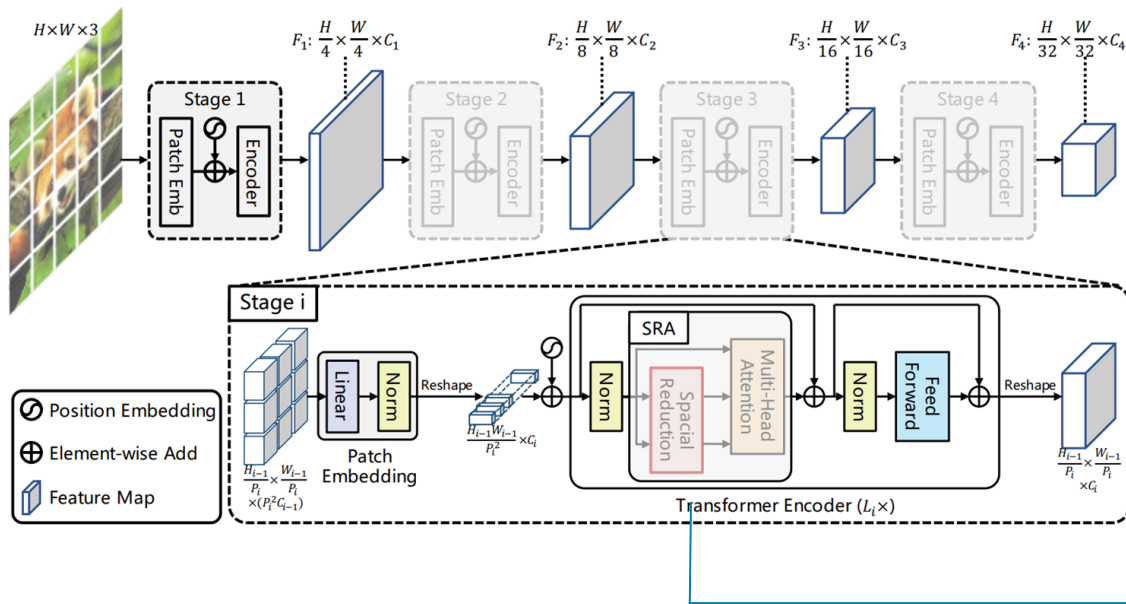 H×W×3
F₁: H/4 × W/4 ×C₁
F₂: H/8 × W/8 ×C₂
F₃: H/16 × W/16 ×C₃
F₄: H/32 × W/32 ×C₄
Stage 1
Patch Emb
Encoder
Stage 2
Patch Emb
Encoder
Stage 3
Patch Emb
Encoder
Stage 4
Patch Emb
Encoder
Stage i
Linear
Norm
Patch
Embedding
Reshape
Norm
SRA
Spacial
Reduction
Multi-Head
Attention
Norm
Feed
Forward
Reshape
Hᵢ₋₁/Pᵢ × Wᵢ₋₁/Pᵢ
×(Pᵢ²Cᵢ₋₁)
Hᵢ₋₁Wᵢ₋₁/Pᵢ² ×Cᵢ
Hᵢ₋₁/Pᵢ × Wᵢ₋₁/Pᵢ
×Cᵢ
Transformer Encoder (Lᵢ×)
Position Embedding
Element-wise Add
Feature Map